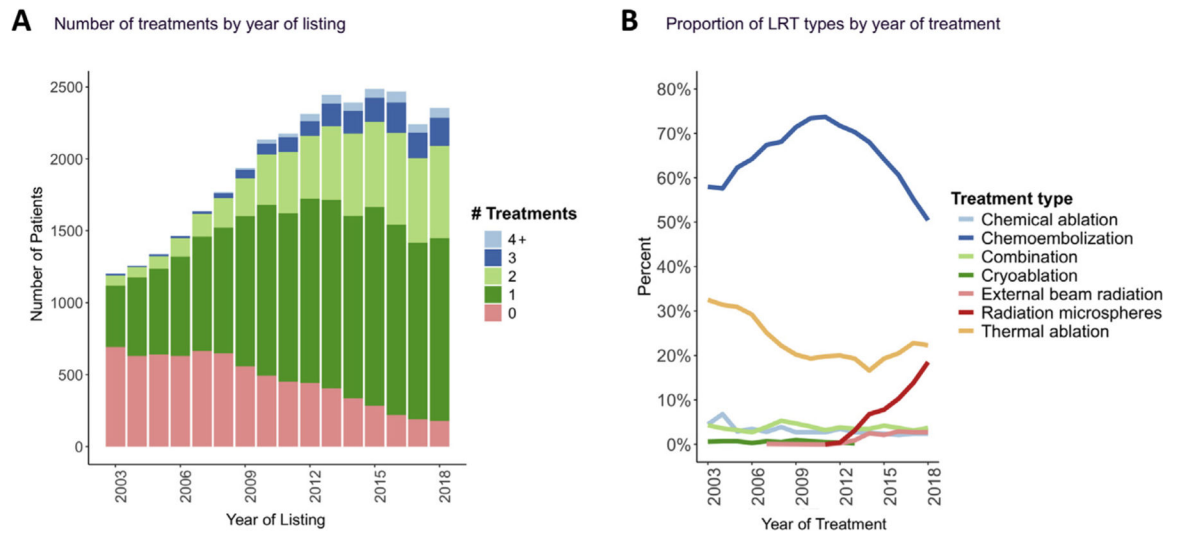 A Number of treatments by year of listing
Number of Patients
2500
2000
1500
1000
500
0
2003
2006
2009
2012
2015
2018
Year of Listing
# Treatments
4+
3
2
1
0
B Proportion of LRT types by year of treatment
Percent
80%
70%
60%
50%
40%
30%
20%
10%
0%
2003
2006
2009
2012
2015
2018
Year of Treatment
Treatment type
Chemical ablation
Chemoembolization
Combination
Cryoablation
External beam radiation
Radiation microspheres
Thermal ablation